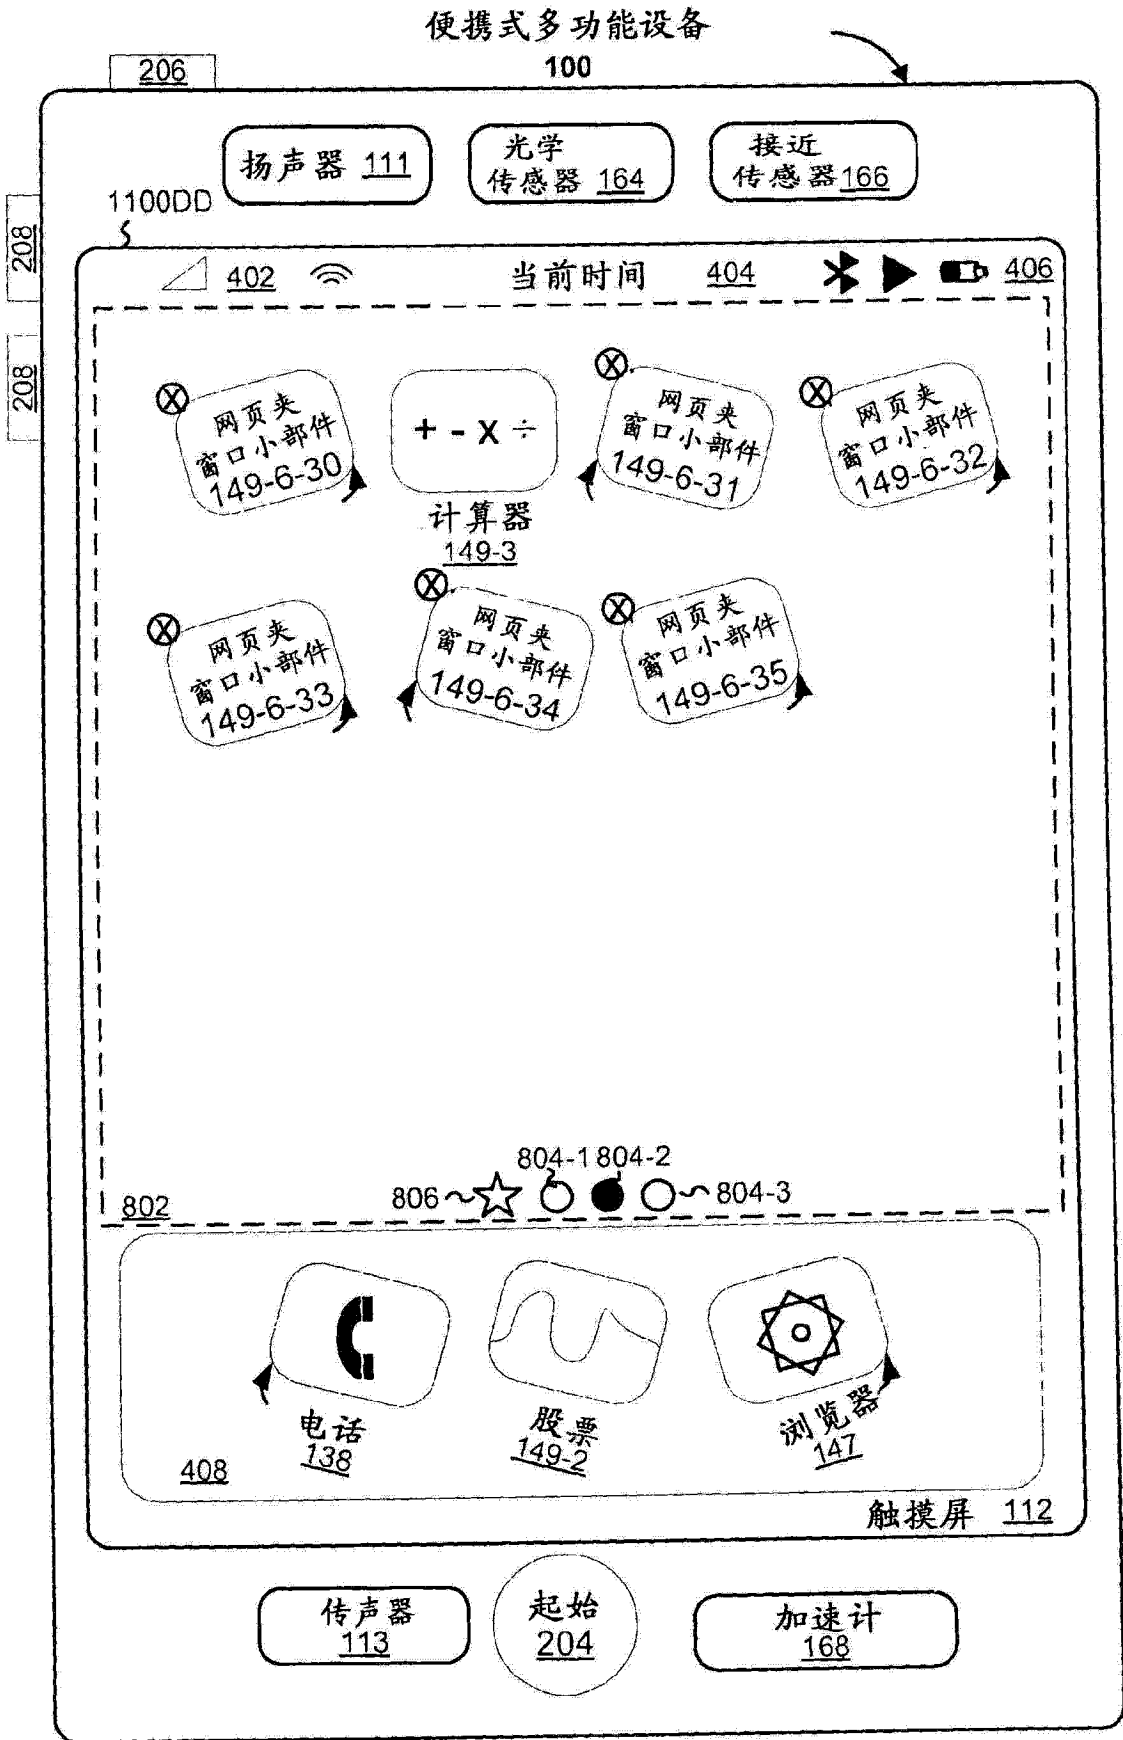 便携式多功能设备
100
206
扬声器 111
光学
传感器 164
接近
传感器 166
1100DD
208
208
402
当前时间
404
406
网页夹
窗口小部件
149-6-30
+ - x ÷
计算器
149-3
网页夹
窗口小部件
149-6-31
网页夹
窗口小部件
149-6-32
网页夹
窗口小部件
149-6-33
网页夹
窗口小部件
149-6-34
网页夹
窗口小部件
149-6-35
804-1 804-2
806
804-3
802
电话
138
股票
149-2
浏览器
147
408
触摸屏 112
传声器
113
起始
204
加速计
168